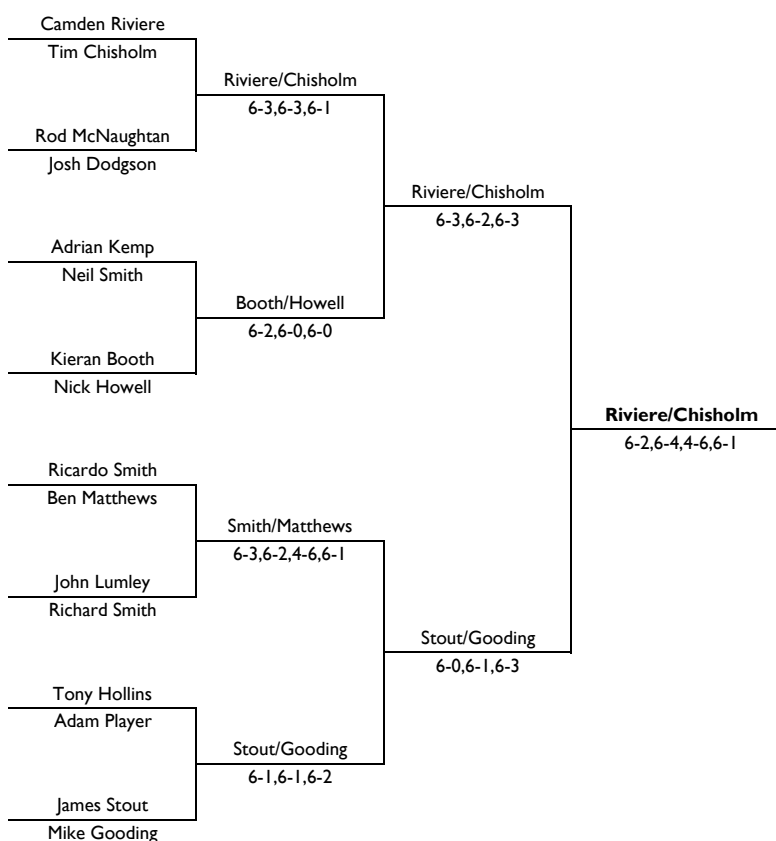 Camden Riviere
Tim Chisholm
Riviere/Chisholm
6-3,6-3,6-1
Rod McNaughtan
Josh Dodgson
Riviere/Chisholm
6-3,6-2,6-3
Adrian Kemp
Neil Smith
Booth/Howell
6-2,6-0,6-0
Kieran Booth
Nick Howell
Riviere/Chisholm
6-2,6-4,4-6,6-1
Ricardo Smith
Ben Matthews
Smith/Matthews
6-3,6-2,4-6,6-1
John Lumley
Richard Smith
Stout/Gooding
6-0,6-1,6-3
Tony Hollins
Adam Player
Stout/Gooding
6-1,6-1,6-2
James Stout
Mike Gooding